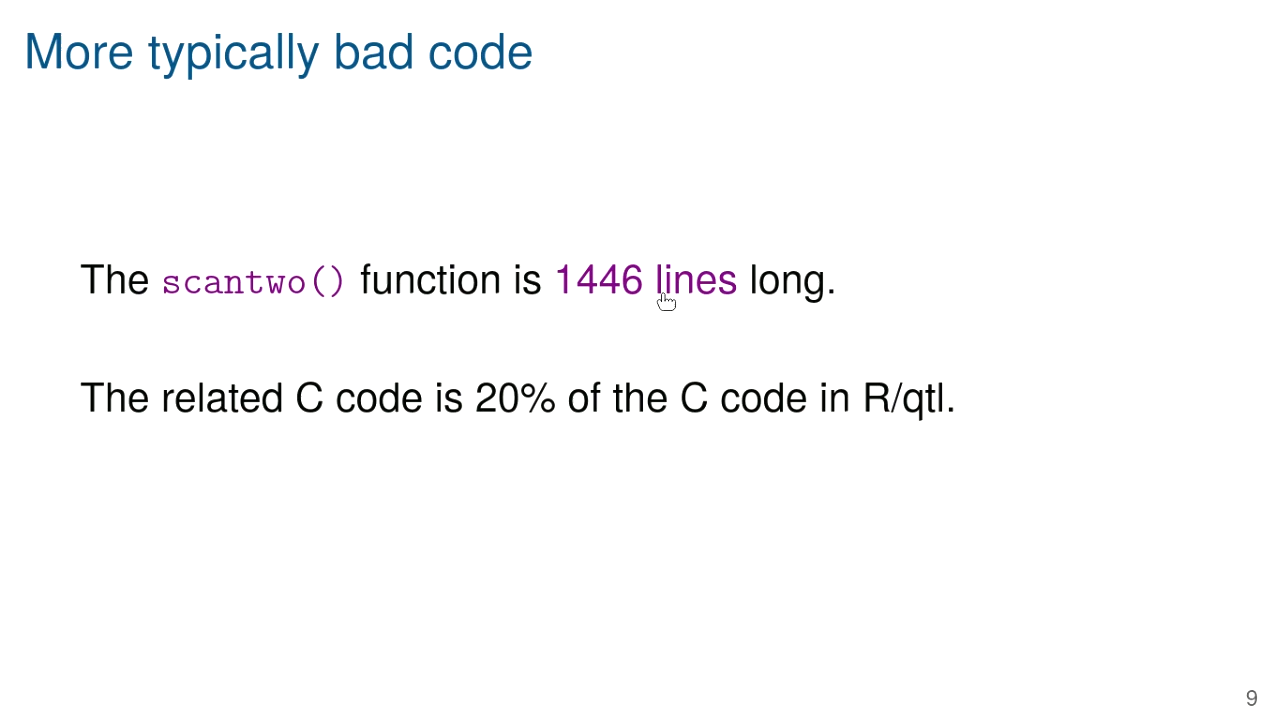 More typically bad code
The scantwo() function is 1446 lines long.
The related C code is 20% of the C code in R/qtl.
9